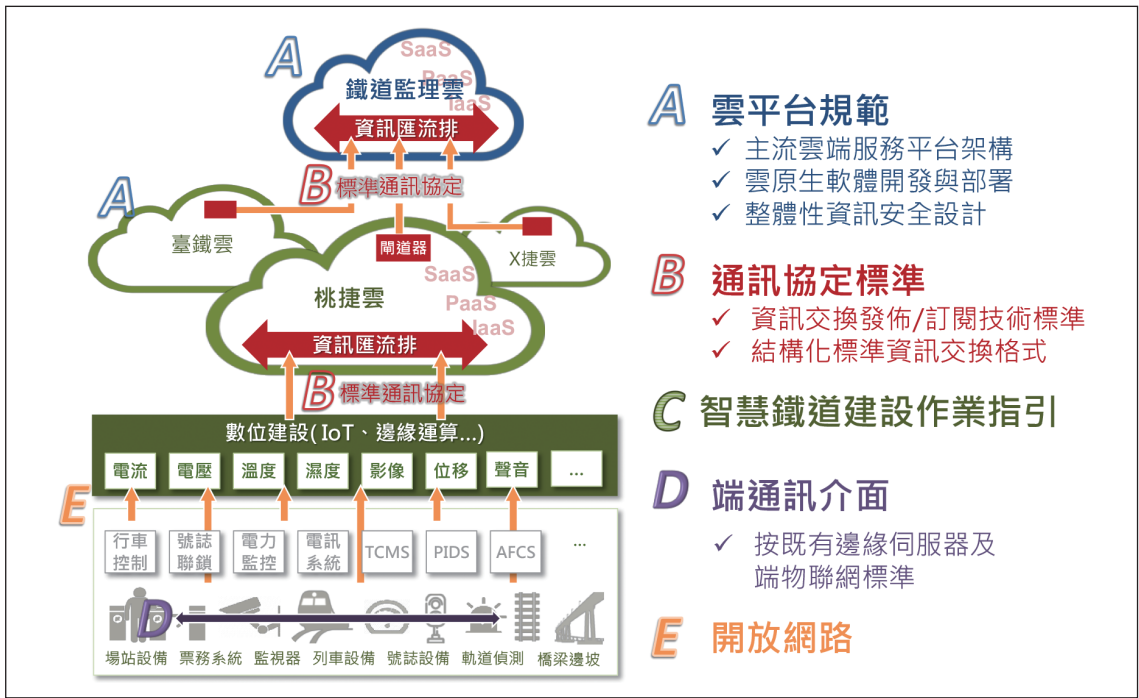 A
SaaS
PaaS
IaaS
鐵道監理雲
資訊匯流排
B 標準通訊協定
A
臺鐵雲
閘道器
X捷雲
SaaS
PaaS
IaaS
桃捷雲
資訊匯流排
B 標準通訊協定
數位建設(IoT、邊緣運算...)
電流 電壓 溫度 濕度 影像 位移 聲音 ...
E
行車控制 號誌聯鎖 電力監控 電訊系統 TCMS PIDS AFCS ...
D
場站設備 票務系統 監視器 列車設備 號誌設備 軌道偵測 橋梁邊坡
A 雲平台規範
✓ 主流雲端服務平台架構
✓ 雲原生軟體開發與部署
✓ 整體性資訊安全設計
B 通訊協定標準
✓ 資訊交換發佈/訂閱技術標準
✓ 結構化標準資訊交換格式
C 智慧鐵道建設作業指引
D 端通訊介面
✓ 按既有邊緣伺服器及
端物聯網標準
E 開放網路